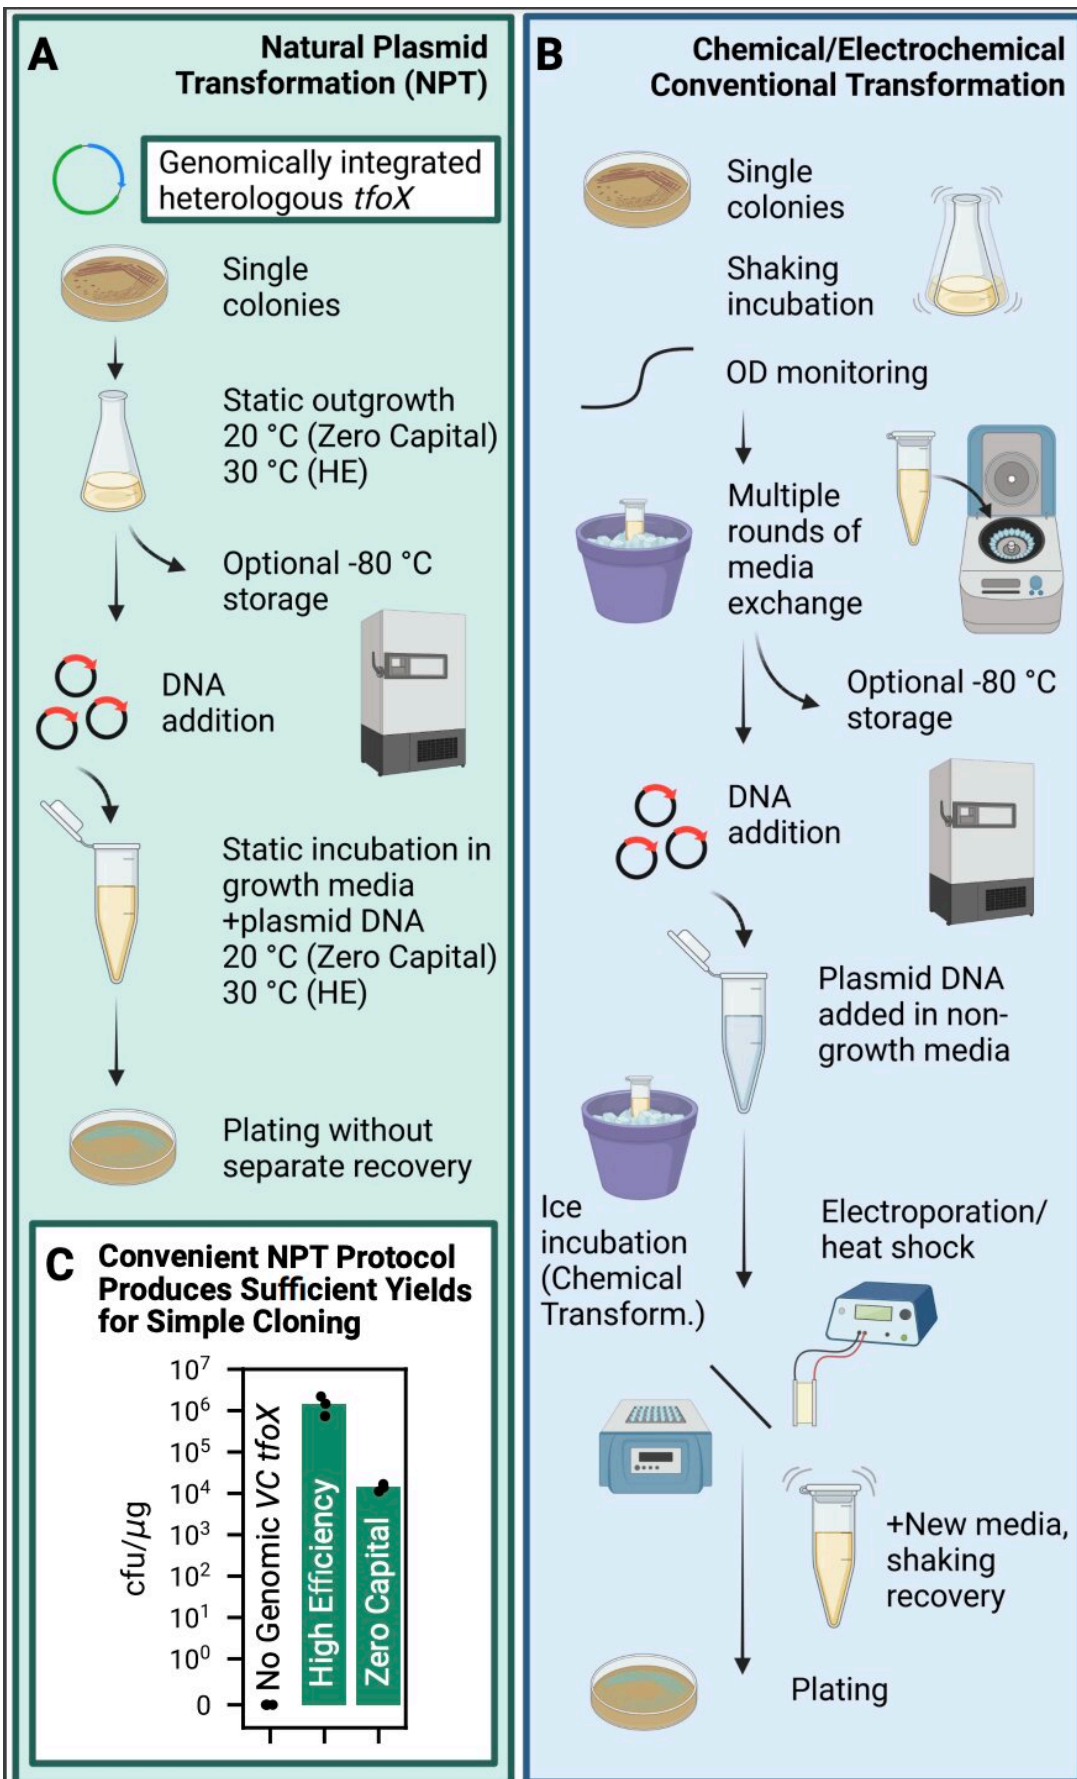 A
Natural Plasmid
Transformation (NPT)
Genomically integrated
heterologous tfoX
Single
colonies
Static outgrowth
20 °C (Zero Capital)
30 °C (HE)
Optional -80 °C
storage
DNA
addition
Static incubation in
growth media
+plasmid DNA
20 °C (Zero Capital)
30 °C (HE)
Plating without
separate recovery
B
Chemical/Electrochemical
Conventional Transformation
Single
colonies
Shaking
incubation
OD monitoring
Multiple
rounds of
media
exchange
Optional -80 °C
storage
DNA
addition
Plasmid DNA
added in non-
growth media
Ice
incubation
(Chemical
Transform.)
Electroporation/
heat shock
+New media,
shaking
recovery
Plating
C
Convenient NPT Protocol
Produces Sufficient Yields
for Simple Cloning
cfu/µg
10⁷
10⁶
10⁵
10⁴
10³
10²
10¹
10⁰
0
No Genomic VC tfoX
High Efficiency
Zero Capital